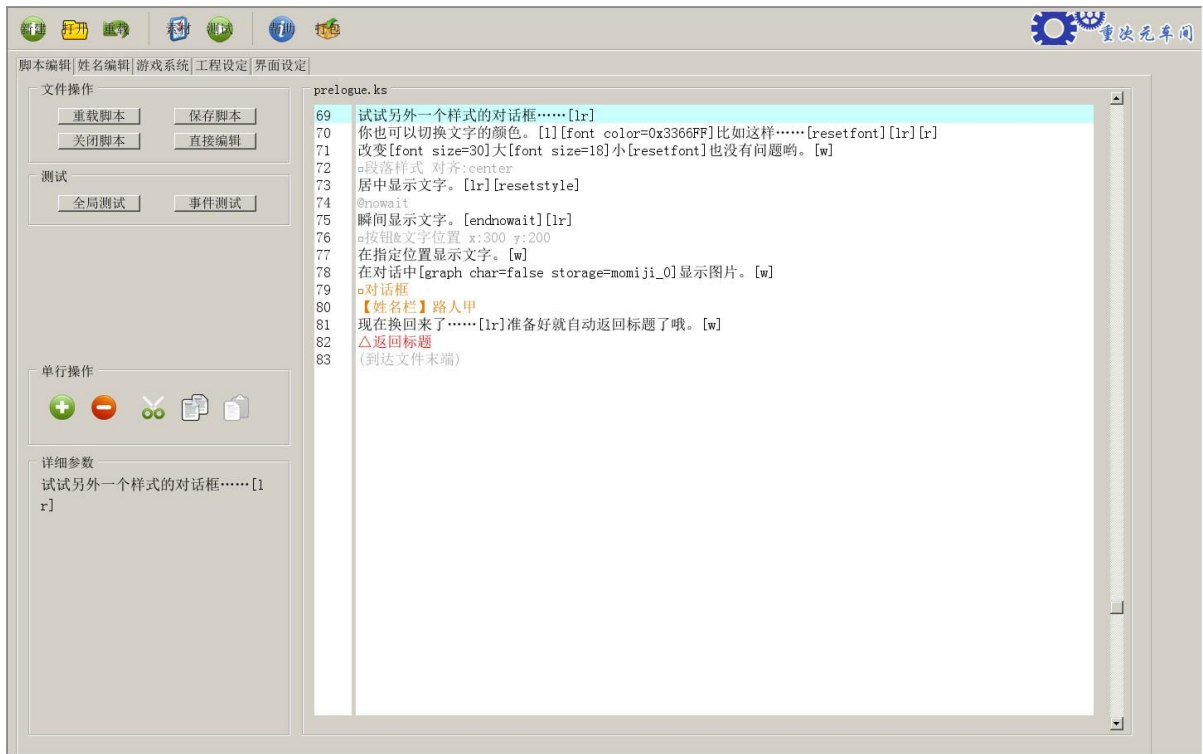 新建 打开 重载 素材 测试 帮助 打包
重次元车间
脚本编辑 姓名编辑 游戏系统 工程设定 界面设定
文件操作
重载脚本 保存脚本
关闭脚本 直接编辑
测试
全局测试 事件测试
单行操作
详细参数
试试另外一个样式的对话框……[l
r]
prelogue.ks
69 试试另外一个样式的对话框……[lr]
70 你也可以切换文字的颜色。[l][font color=0x3366FF]比如这样……[resetfont][lr][r]
71 改变[font size=30]大[font size=18]小[resetfont]也没有问题哟。[w]
72 ▫段落样式 对齐:center
73 居中显示文字。[lr][resetstyle]
74 @nowait
75 瞬间显示文字。[endnowait][lr]
76 ▫按钮&文字位置 x:300 y:200
77 在指定位置显示文字。[w]
78 在对话中[graph char=false storage=momiji_0]显示图片。[w]
79 ▫对话框
80 【姓名栏】路人甲
81 现在换回来了……[lr]准备好就自动返回标题了哦。[w]
82 △返回标题
83 (到达文件末端)